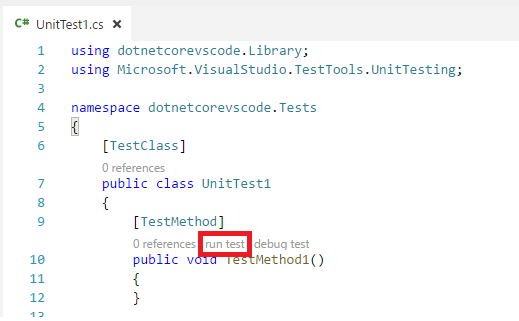 C# UnitTest1.cs ×
1 using dotnetcorevscode.Library;
2 using Microsoft.VisualStudio.TestTools.UnitTesting;
3
4 namespace dotnetcorevscode.Tests
5 {
6 [TestClass]
0 references
7 public class UnitTest1
8 {
9 [TestMethod]
0 references run test debug test
10 public void TestMethod1()
11 {
12 }
13